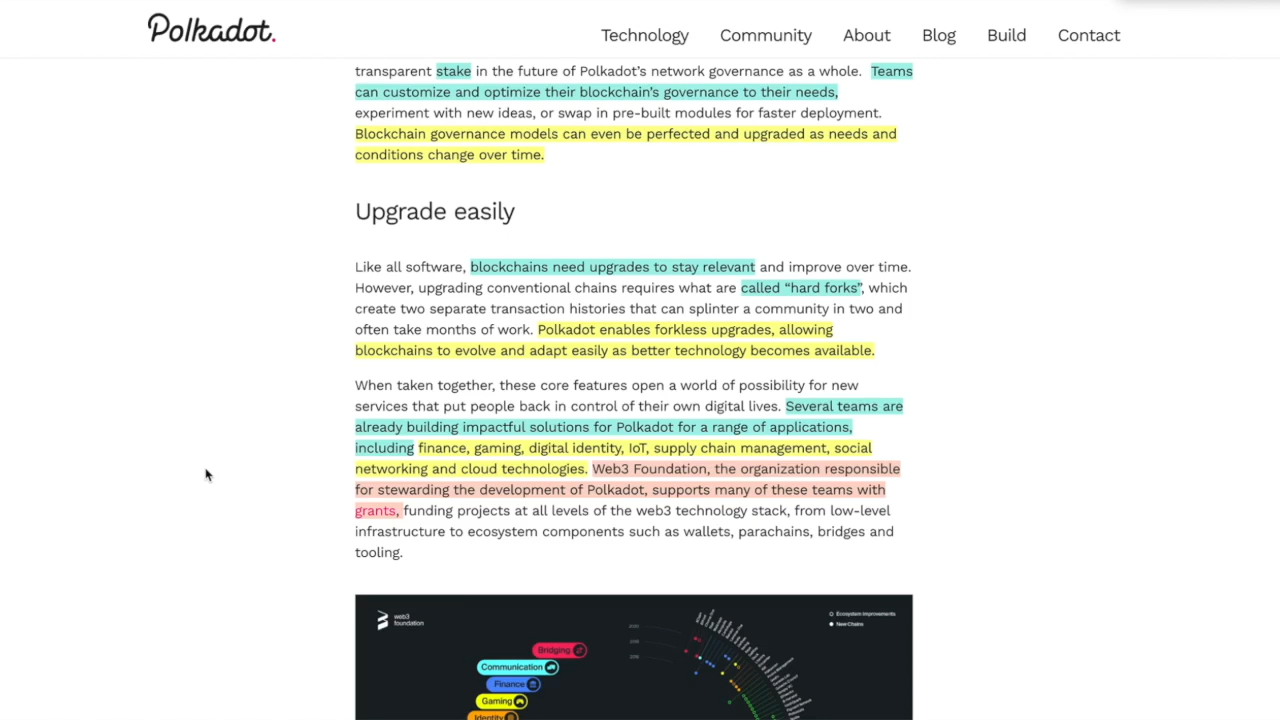 Polkadot.
Technology Community About Blog Build Contact
transparent stake in the future of Polkadot’s network governance as a whole. Teams
can customize and optimize their blockchain’s governance to their needs,
experiment with new ideas, or swap in pre-built modules for faster deployment.
Blockchain governance models can even be perfected and upgraded as needs and
conditions change over time.
Upgrade easily
Like all software, blockchains need upgrades to stay relevant and improve over time.
However, upgrading conventional chains requires what are called “hard forks”, which
create two separate transaction histories that can splinter a community in two and
often take months of work. Polkadot enables forkless upgrades, allowing
blockchains to evolve and adapt easily as better technology becomes available.
When taken together, these core features open a world of possibility for new
services that put people back in control of their own digital lives. Several teams are
already building impactful solutions for Polkadot for a range of applications,
including finance, gaming, digital identity, IoT, supply chain management, social
networking and cloud technologies. Web3 Foundation, the organization responsible
for stewarding the development of Polkadot, supports many of these teams with
grants, funding projects at all levels of the web3 technology stack, from low-level
infrastructure to ecosystem components such as wallets, parachains, bridges and
tooling.
web3
foundation
Ecosystem Improvements
New Chains
Bridging
Communication
Finance
Gaming
Identity